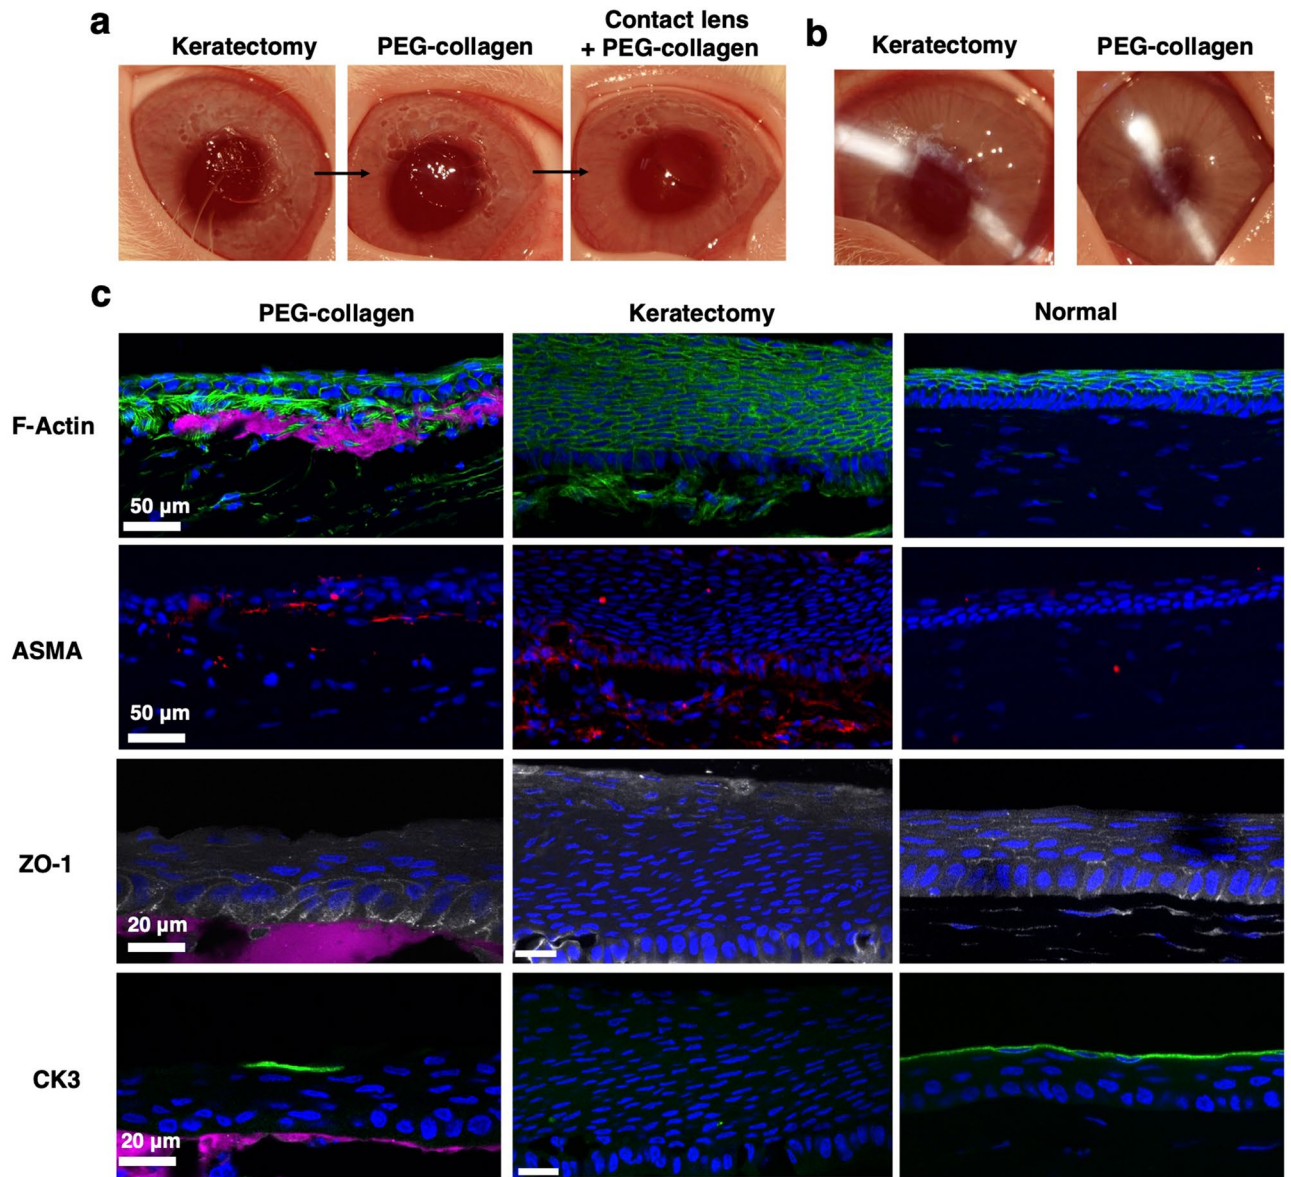 a
Keratectomy
PEG-collagen
Contact lens
+ PEG-collagen
b
Keratectomy
PEG-collagen
c
PEG-collagen
Keratectomy
Normal
F-Actin
50 µm
ASMA
50 µm
ZO-1
20 µm
CK3
20 µm